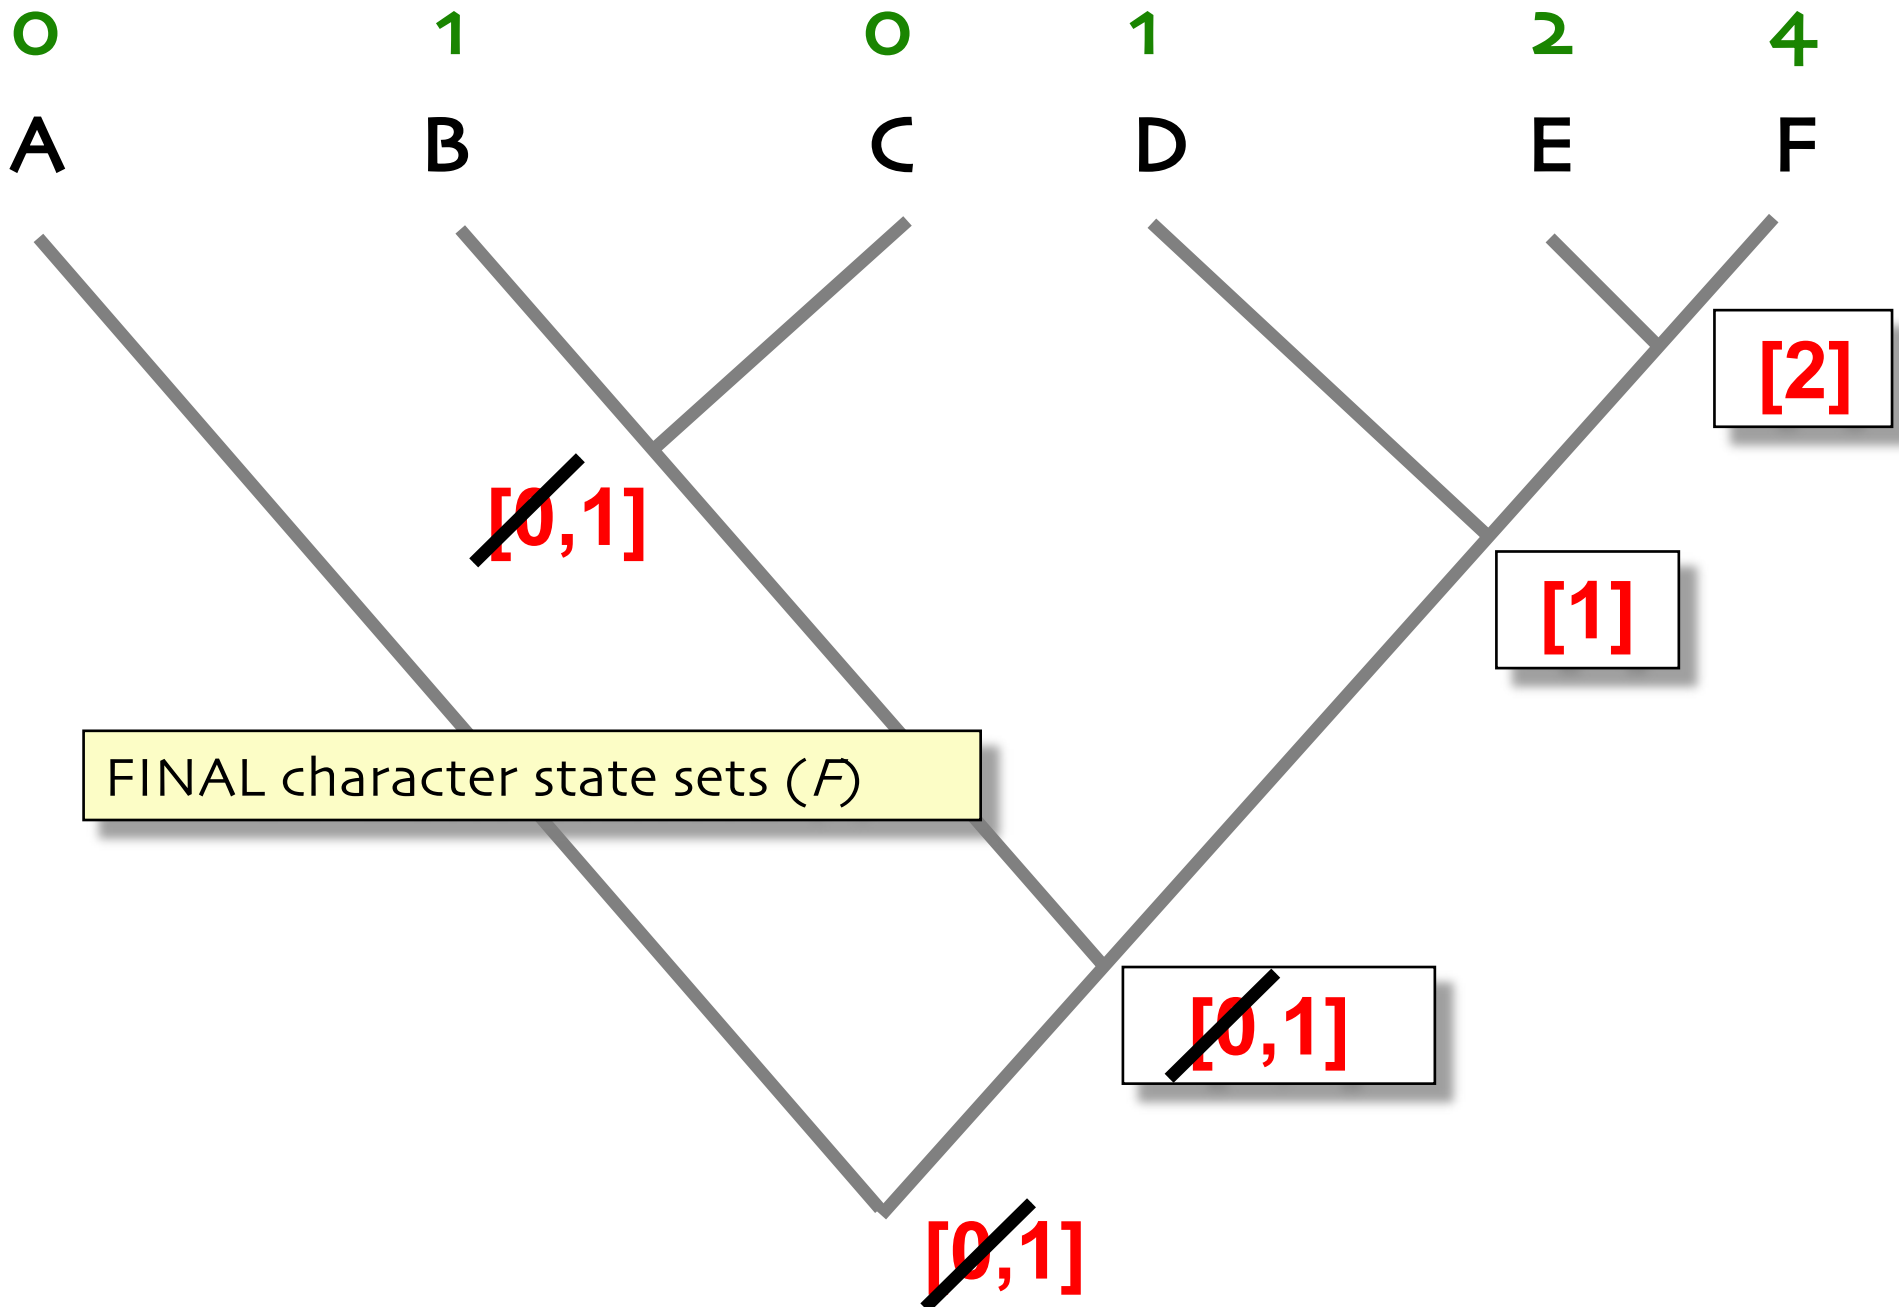 0 1 0 1 2 4
A B C D E F
[2]
[0,1]
[1]
FINAL character state sets (F)
[0,1]
[0,1]